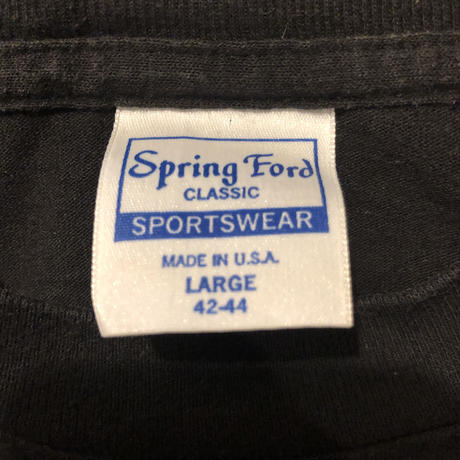 Spring Ford
CLASSIC
SPORTSWEAR
MADE IN U.S.A.
LARGE
42-44